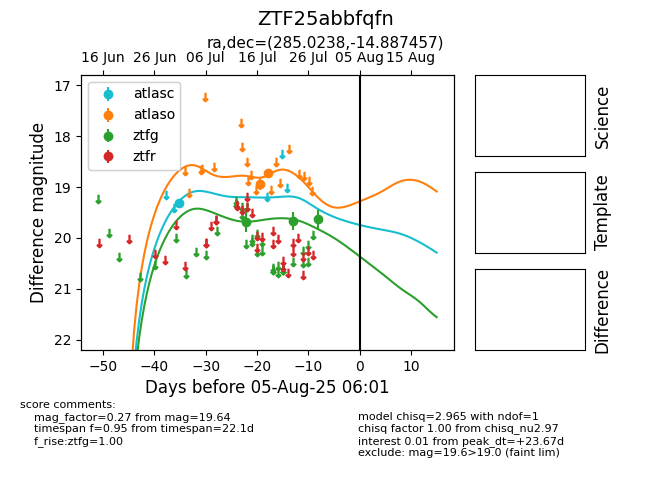 ZTF25abbfqfn
ra,dec=(285.0238,-14.887457)
16 Jun 26 Jun 06 Jul 16 Jul 26 Jul 05 Aug 15 Aug
atlasc
atlaso
ztfg
ztfr
17
18
19
20
21
22
Difference magnitude
−50 −40 −30 −20 −10 0 10
Days before 05-Aug-25 06:01
Science
Template
Difference
score comments:
mag_factor=0.27 from mag=19.64
timespan f=0.95 from timespan=22.1d
f_rise:ztfg=1.00
model chisq=2.965 with ndof=1
chisq factor 1.00 from chisq_nu2.97
interest 0.01 from peak_dt=+23.67d
exclude: mag=19.6>19.0 (faint lim)